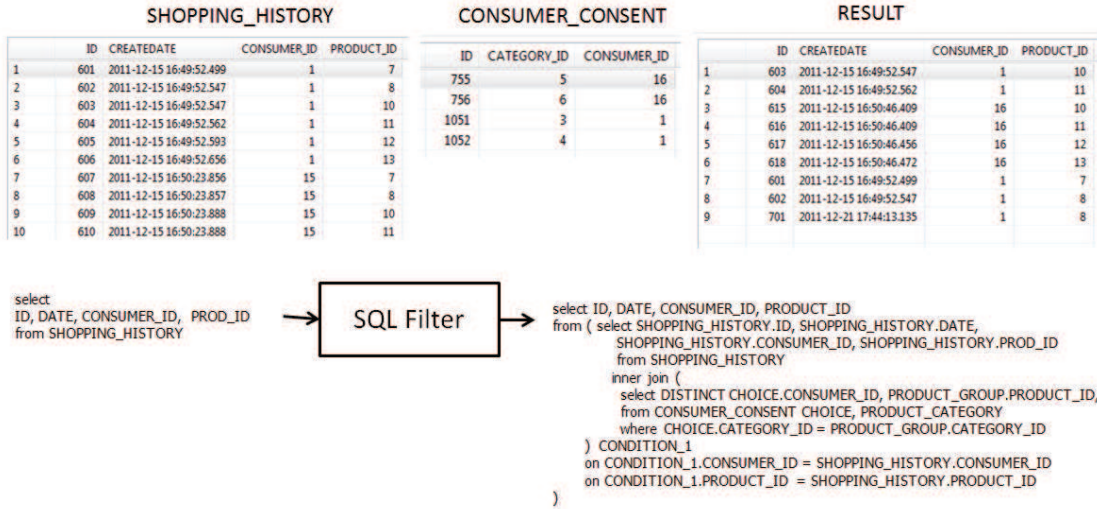 SHOPPING_HISTORY
ID CREATEDATE CONSUMER_ID PRODUCT_ID
1 601 2011-12-15 16:49:52.499 1 7
2 602 2011-12-15 16:49:52.547 1 8
3 603 2011-12-15 16:49:52.547 1 10
4 604 2011-12-15 16:49:52.562 1 11
5 605 2011-12-15 16:49:52.593 1 12
6 606 2011-12-15 16:49:52.656 1 13
7 607 2011-12-15 16:50:23.856 15 7
8 608 2011-12-15 16:50:23.857 15 8
9 609 2011-12-15 16:50:23.888 15 10
10 610 2011-12-15 16:50:23.888 15 11
CONSUMER_CONSENT
ID CATEGORY_ID CONSUMER_ID
755 5 16
756 6 16
1051 3 1
1052 4 1
RESULT
ID CREATEDATE CONSUMER_ID PRODUCT_ID
1 603 2011-12-15 16:49:52.547 1 10
2 604 2011-12-15 16:49:52.562 1 11
3 615 2011-12-15 16:50:46.409 16 10
4 616 2011-12-15 16:50:46.409 16 11
5 617 2011-12-15 16:50:46.456 16 12
6 618 2011-12-15 16:50:46.472 16 13
7 601 2011-12-15 16:49:52.499 1 7
8 602 2011-12-15 16:49:52.547 1 8
9 701 2011-12-21 17:44:13.135 1 8
select
ID, DATE, CONSUMER_ID, PROD_ID
from SHOPPING_HISTORY
SQL Filter
select ID, DATE, CONSUMER_ID, PRODUCT_ID
from ( select SHOPPING_HISTORY.ID, SHOPPING_HISTORY.DATE,
SHOPPING_HISTORY.CONSUMER_ID, SHOPPING_HISTORY.PROD_ID
from SHOPPING_HISTORY
inner join (
select DISTINCT CHOICE.CONSUMER_ID, PRODUCT_GROUP.PRODUCT_ID,
from CONSUMER_CONSENT CHOICE, PRODUCT_CATEGORY
where CHOICE.CATEGORY_ID = PRODUCT_GROUP.CATEGORY_ID
) CONDITION_1
on CONDITION_1.CONSUMER_ID = SHOPPING_HISTORY.CONSUMER_ID
on CONDITION_1.PRODUCT_ID = SHOPPING_HISTORY.PRODUCT_ID
)